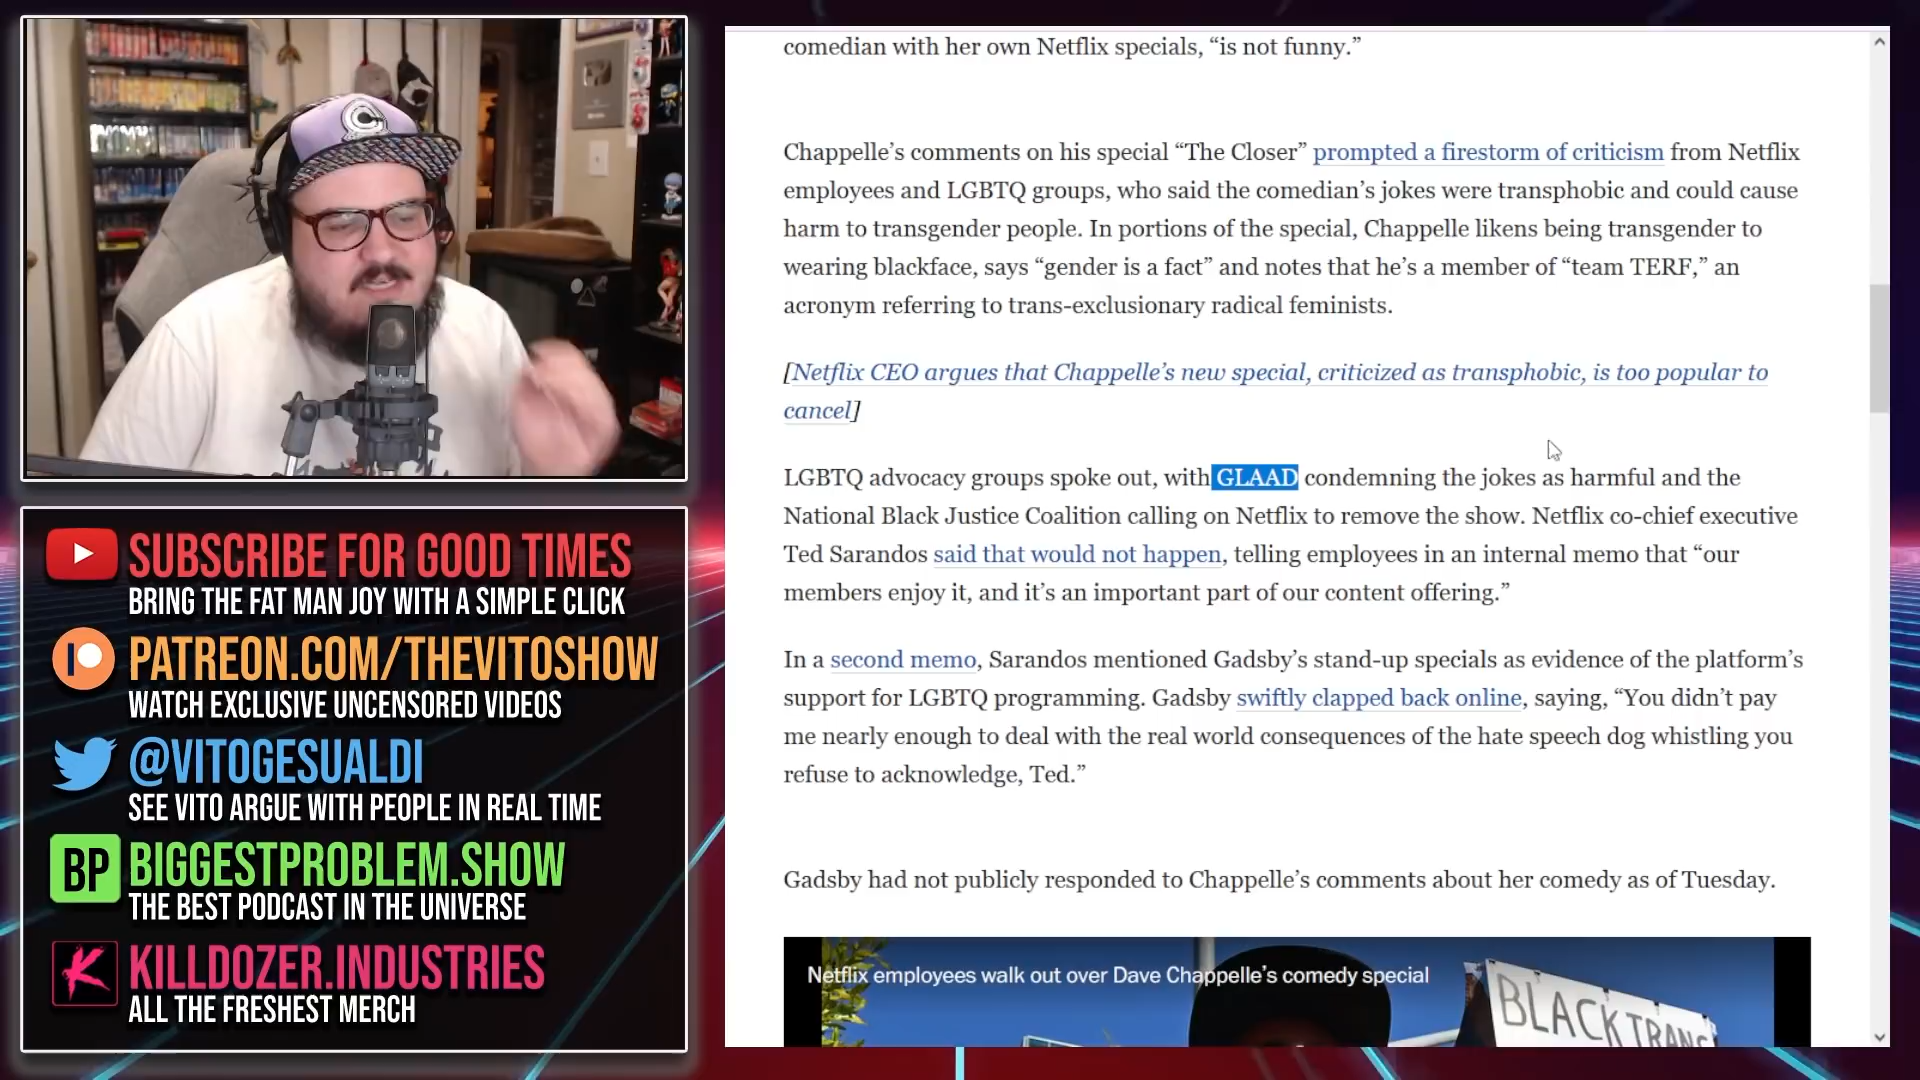 SUBSCRIBE FOR GOOD TIMES
BRING THE FAT MAN JOY WITH A SIMPLE CLICK
PATREON.COM/THEVITOSHOW
WATCH EXCLUSIVE UNCENSORED VIDEOS
@VITOGESUALDI
SEE VITO ARGUE WITH PEOPLE IN REAL TIME
BP
BIGGESTPROBLEM.SHOW
THE BEST PODCAST IN THE UNIVERSE
KILLDOZER.INDUSTRIES
ALL THE FRESHEST MERCH
comedian with her own Netflix specials, “is not funny.”
Chappelle’s comments on his special “The Closer” prompted a firestorm of criticism from Netflix
employees and LGBTQ groups, who said the comedian’s jokes were transphobic and could cause
harm to transgender people. In portions of the special, Chappelle likens being transgender to
wearing blackface, says “gender is a fact” and notes that he’s a member of “team TERF,” an
acronym referring to trans-exclusionary radical feminists.
[Netflix CEO argues that Chappelle’s new special, criticized as transphobic, is too popular to
cancel]
LGBTQ advocacy groups spoke out, with GLAAD condemning the jokes as harmful and the
National Black Justice Coalition calling on Netflix to remove the show. Netflix co-chief executive
Ted Sarandos said that would not happen, telling employees in an internal memo that “our
members enjoy it, and it’s an important part of our content offering.”
In a second memo, Sarandos mentioned Gadsby’s stand-up specials as evidence of the platform’s
support for LGBTQ programming. Gadsby swiftly clapped back online, saying, “You didn’t pay
me nearly enough to deal with the real world consequences of the hate speech dog whistling you
refuse to acknowledge, Ted.”
Gadsby had not publicly responded to Chappelle’s comments about her comedy as of Tuesday.
Netflix employees walk out over Dave Chappelle’s comedy special
BLACK TRANS